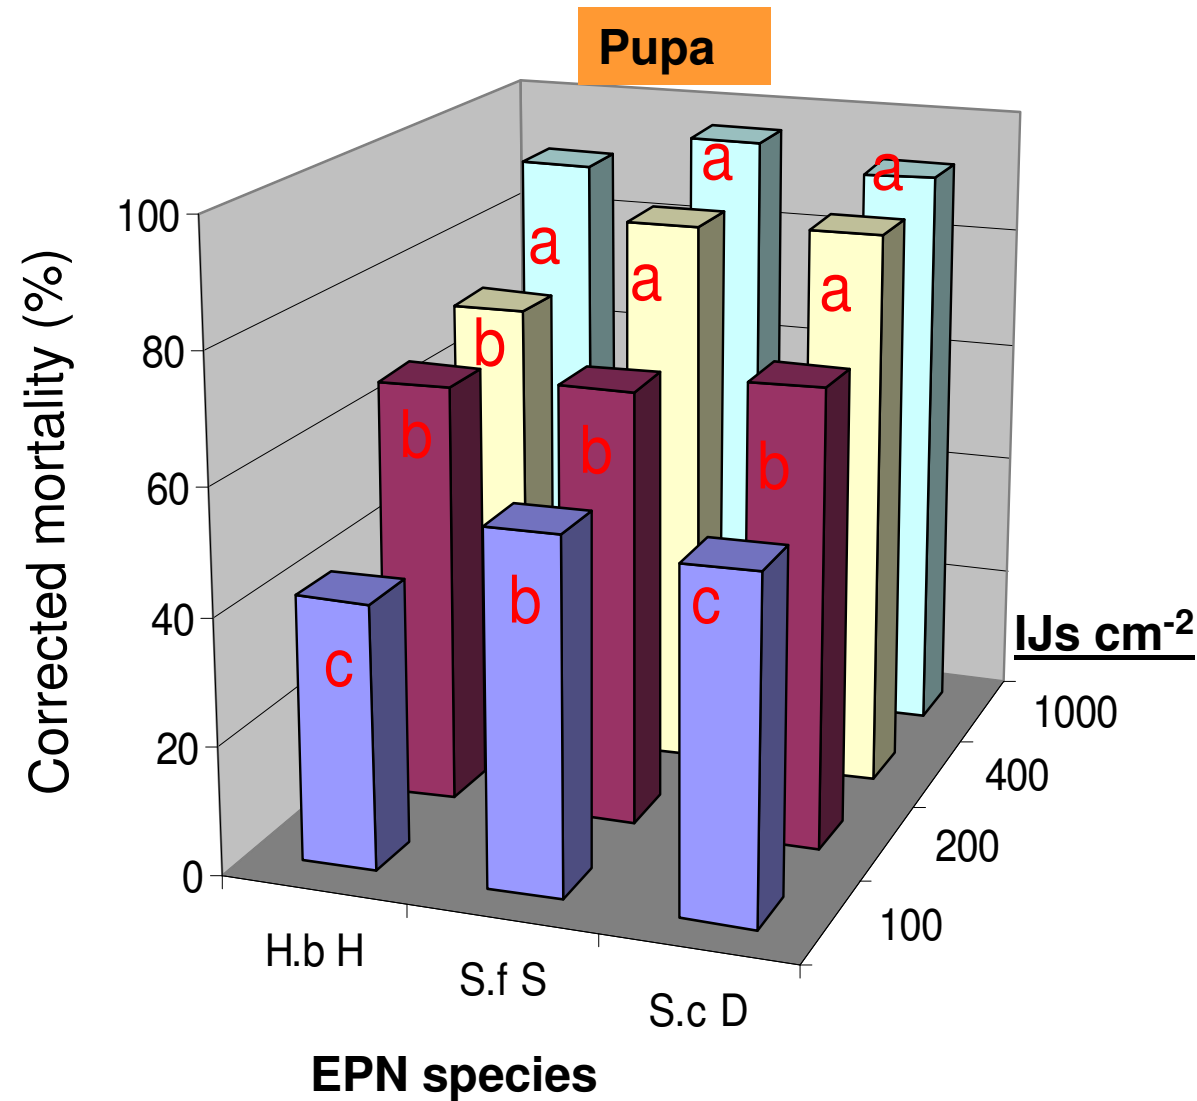 Pupa
Corrected mortality (%)
100
80
60
40
20
0
a
a
a
a
a
a
b
b
b
b
b
c
c
IJs cm-2
1000
400
200
100
H.b H
S.f S
S.c D
EPN species